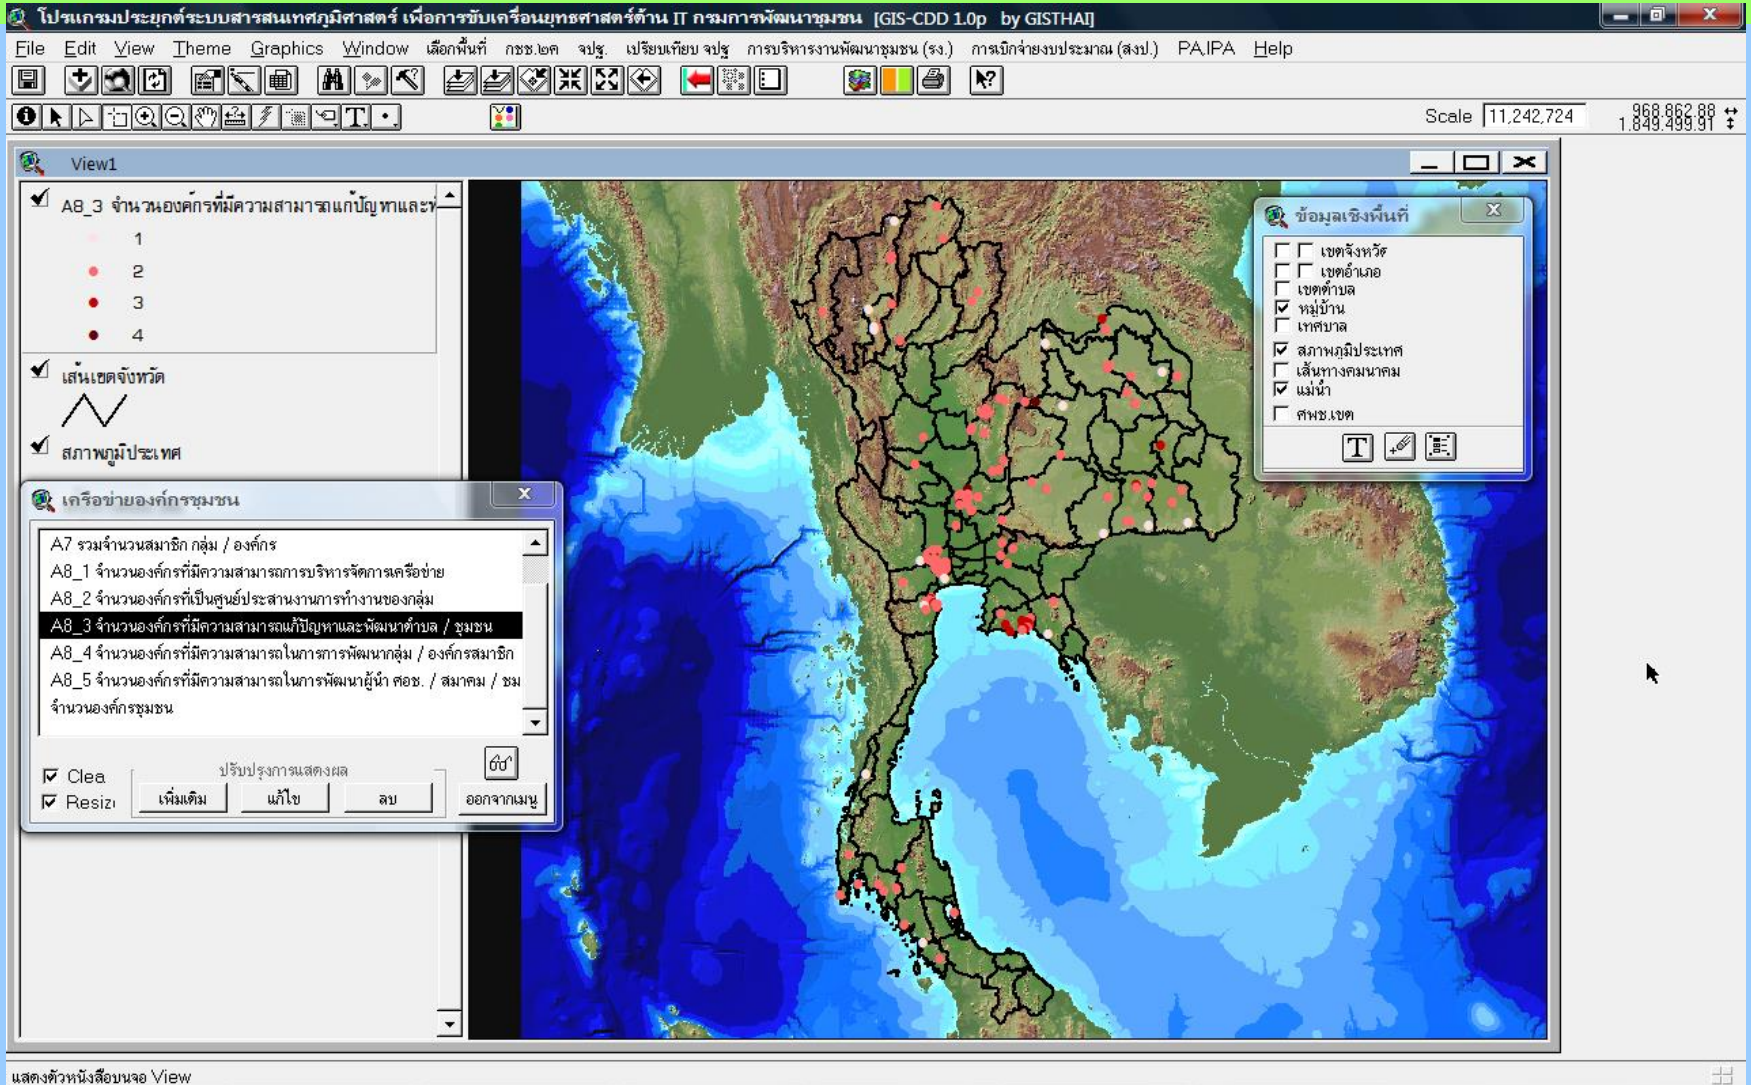 โปรแกรมประยุกต์ระบบสารสนเทศภูมิศาสตร์ เพื่อการขับเคลื่อนยุทธศาสตร์ด้าน IT กรมการพัฒนาชุมชน [GIS-CDD 1.0p by GISTHAI]
File Edit View Theme Graphics Window เลือกพื้นที่ กชช.๒ค จปฐ. เปรียบเทียบ จปฐ การบริหารงานพัฒนาชุมชน (รง.) การเบิกจ่ายงบประมาณ (สงป.) PA,IPA Help
Scale 11,242,724
968,862.88
1,849,499.91
View1
A8_3 จำนวนองค์กรที่มีความสามารถแก้ปัญหาและพ
1
2
3
4
เส้นเขตจังหวัด
สภาพภูมิประเทศ
ข้อมูลเชิงพื้นที่
เขตจังหวัด
เขตอำเภอ
เขตตำบล
หมู่บ้าน
เทศบาล
สภาพภูมิประเทศ
เส้นทางคมนาคม
แม่น้ำ
ศพช.เขต
T
เครือข่ายองค์กรชุมชน
A7 รวมจำนวนสมาชิก กลุ่ม / องค์กร
A8_1 จำนวนองค์กรที่มีความสามารถการบริหารจัดการเครือข่าย
A8_2 จำนวนองค์กรที่เป็นศูนย์ประสานงานการทำงานของกลุ่ม
A8_3 จำนวนองค์กรที่มีความสามารถแก้ปัญหาและพัฒนาตำบล / ชุมชน
A8_4 จำนวนองค์กรที่มีความสามารถในการการพัฒนากลุ่ม / องค์กรสมาชิก
A8_5 จำนวนองค์กรที่มีความสามารถในการพัฒนาผู้นำ ศอช. / สมาคม / ชม
จำนวนองค์กรชุมชน
Clea
Resiz
ปรับปรุงการแสดงผล
เพิ่มเติม แก้ไข ลบ ออกจากเมนู
แสดงตัวหนังสือบนจอ View